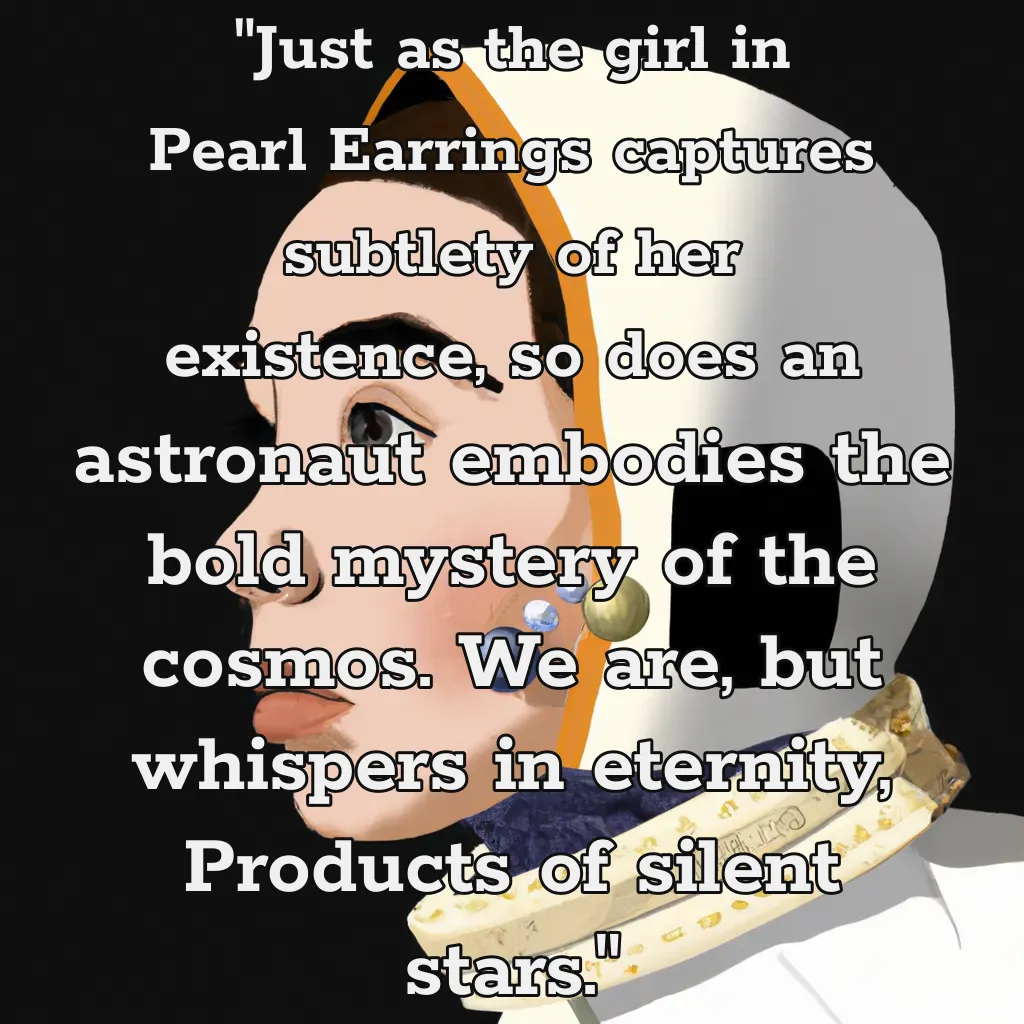 "Just as the girl in
Pearl Earrings captures
subtlety of her
existence, so does an
astronaut embodies the
bold mystery of the
cosmos. We are, but
whispers in eternity,
Products of silent
stars."